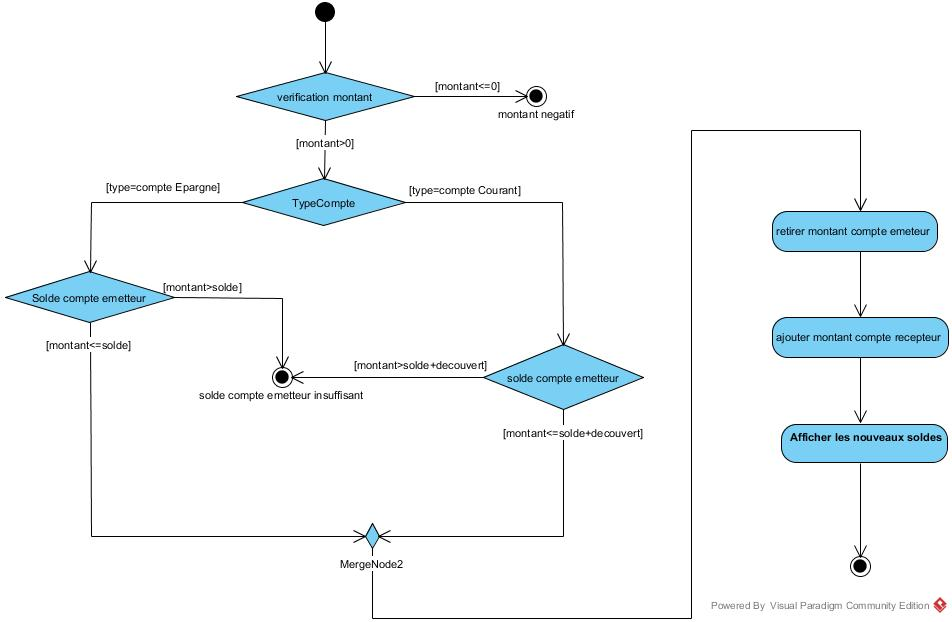 verification montant
[montant<=0]
montant negatif
[montant>0]
[type=compte Epargne]
TypeCompte
[type=compte Courant]
Solde compte emetteur
[montant>solde]
[montant<=solde]
solde compte emetteur insuffisant
[montant>solde+decouvert]
solde compte emetteur
[montant<=solde+decouvert]
MergeNode2
retirer montant compte emeteur
ajouter montant compte recepteur
Afficher les nouveaux soldes
Powered By Visual Paradigm Community Edition